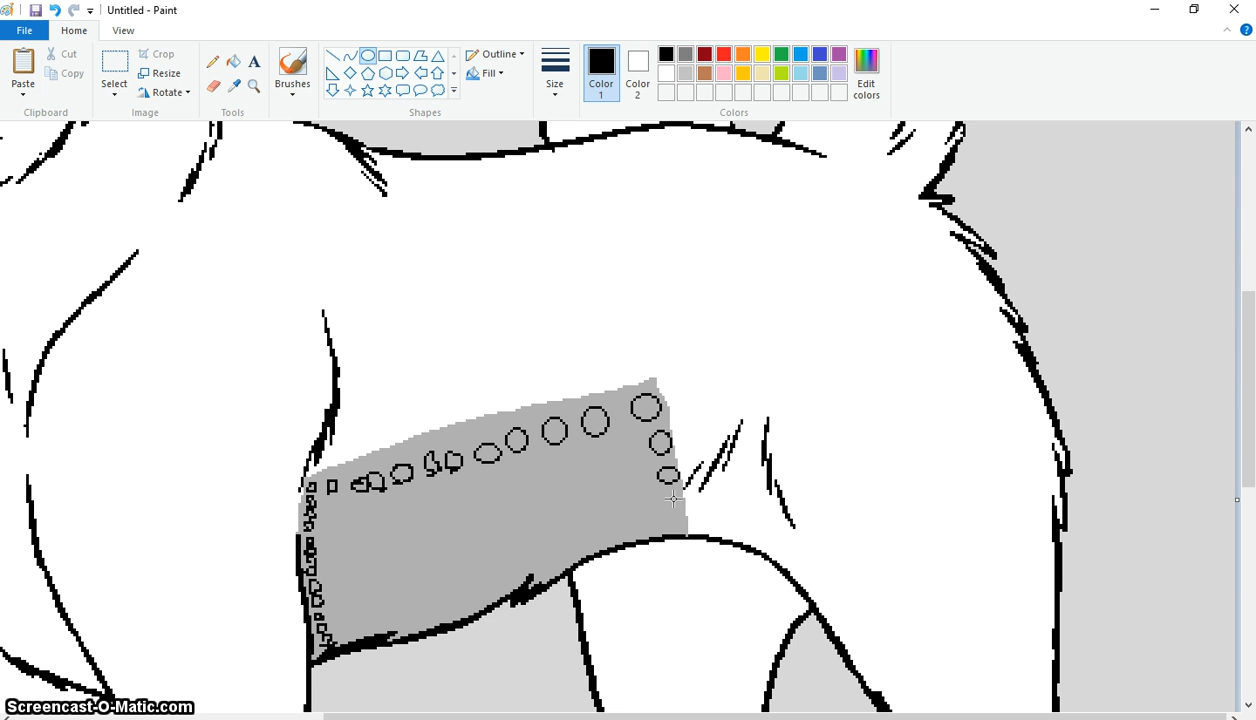 Untitled - Paint
File
Home
View
Paste
Cut
Copy
Clipboard
Select
Crop
Resize
Rotate
Image
A
Tools
Brushes
Outline
Fill
Shapes
Size
Color
1
Color
2
Edit
colors
Colors
Screencast-O-Matic.com